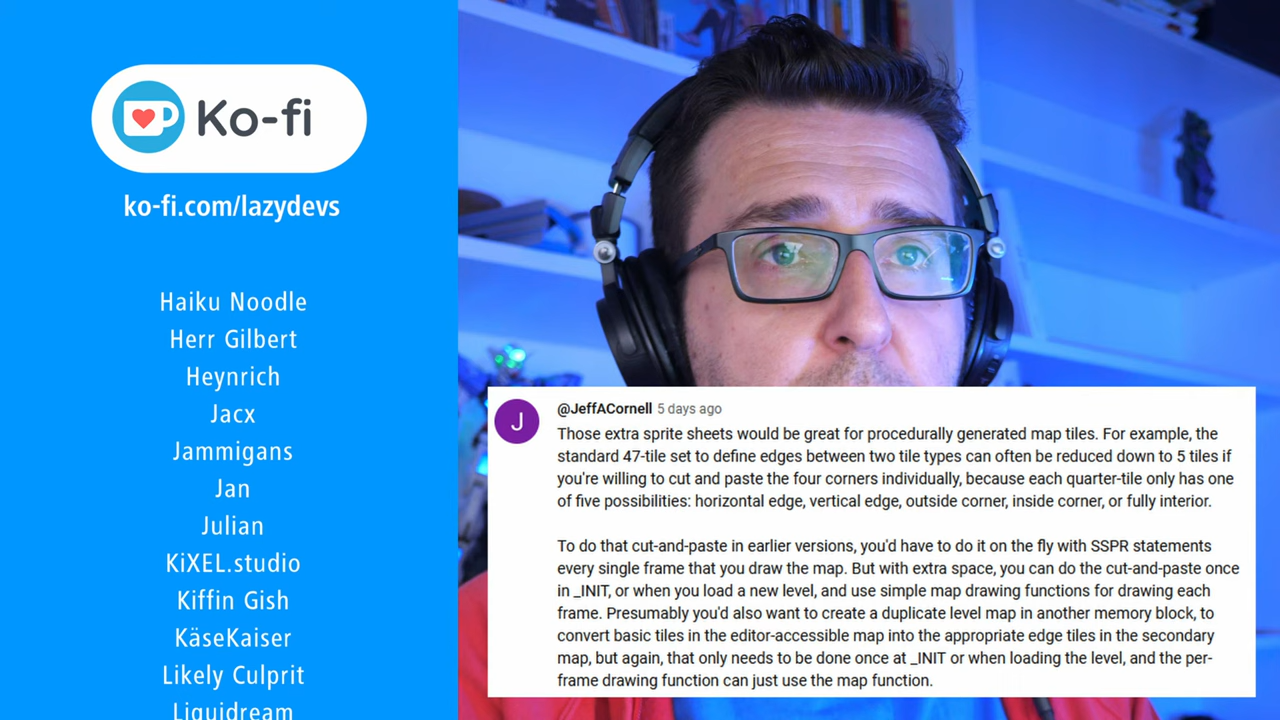 Ko-fi
ko-fi.com/lazydevs
Haiku Noodle
Herr Gilbert
Heynrich
Jacx
Jammigans
Jan
Julian
KiXEL.studio
Kiffin Gish
KäseKaiser
Likely Culprit
Liquidream
J
@JeffACornell 5 days ago
Those extra sprite sheets would be great for procedurally generated map tiles. For example, the
standard 47-tile set to define edges between two tile types can often be reduced down to 5 tiles if
you're willing to cut and paste the four corners individually, because each quarter-tile only has one
of five possibilities: horizontal edge, vertical edge, outside corner, inside corner, or fully interior.
To do that cut-and-paste in earlier versions, you'd have to do it on the fly with SSPR statements
every single frame that you draw the map. But with extra space, you can do the cut-and-paste once
in _INIT, or when you load a new level, and use simple map drawing functions for drawing each
frame. Presumably you'd also want to create a duplicate level map in another memory block, to
convert basic tiles in the editor-accessible map into the appropriate edge tiles in the secondary
map, but again, that only needs to be done once at _INIT or when loading the level, and the per-
frame drawing function can just use the map function.